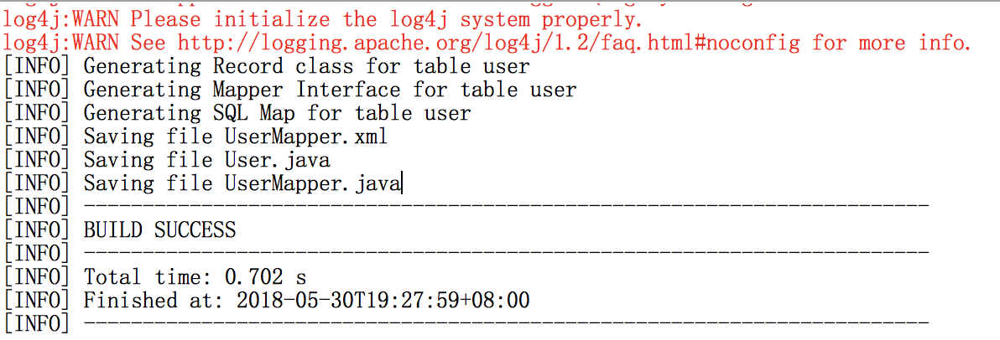 log4j:WARN Please initialize the log4j system properly.
log4j:WARN See http://logging.apache.org/log4j/1.2/faq.html#noconfig for more info.
[INFO] Generating Record class for table user
[INFO] Generating Mapper Interface for table user
[INFO] Generating SQL Map for table user
[INFO] Saving file UserMapper.xml
[INFO] Saving file User.java
[INFO] Saving file UserMapper.java
[INFO] ------------------------------------------------------------------------
[INFO] BUILD SUCCESS
[INFO] ------------------------------------------------------------------------
[INFO] Total time: 0.702 s
[INFO] Finished at: 2018-05-30T19:27:59+08:00
[INFO] ------------------------------------------------------------------------